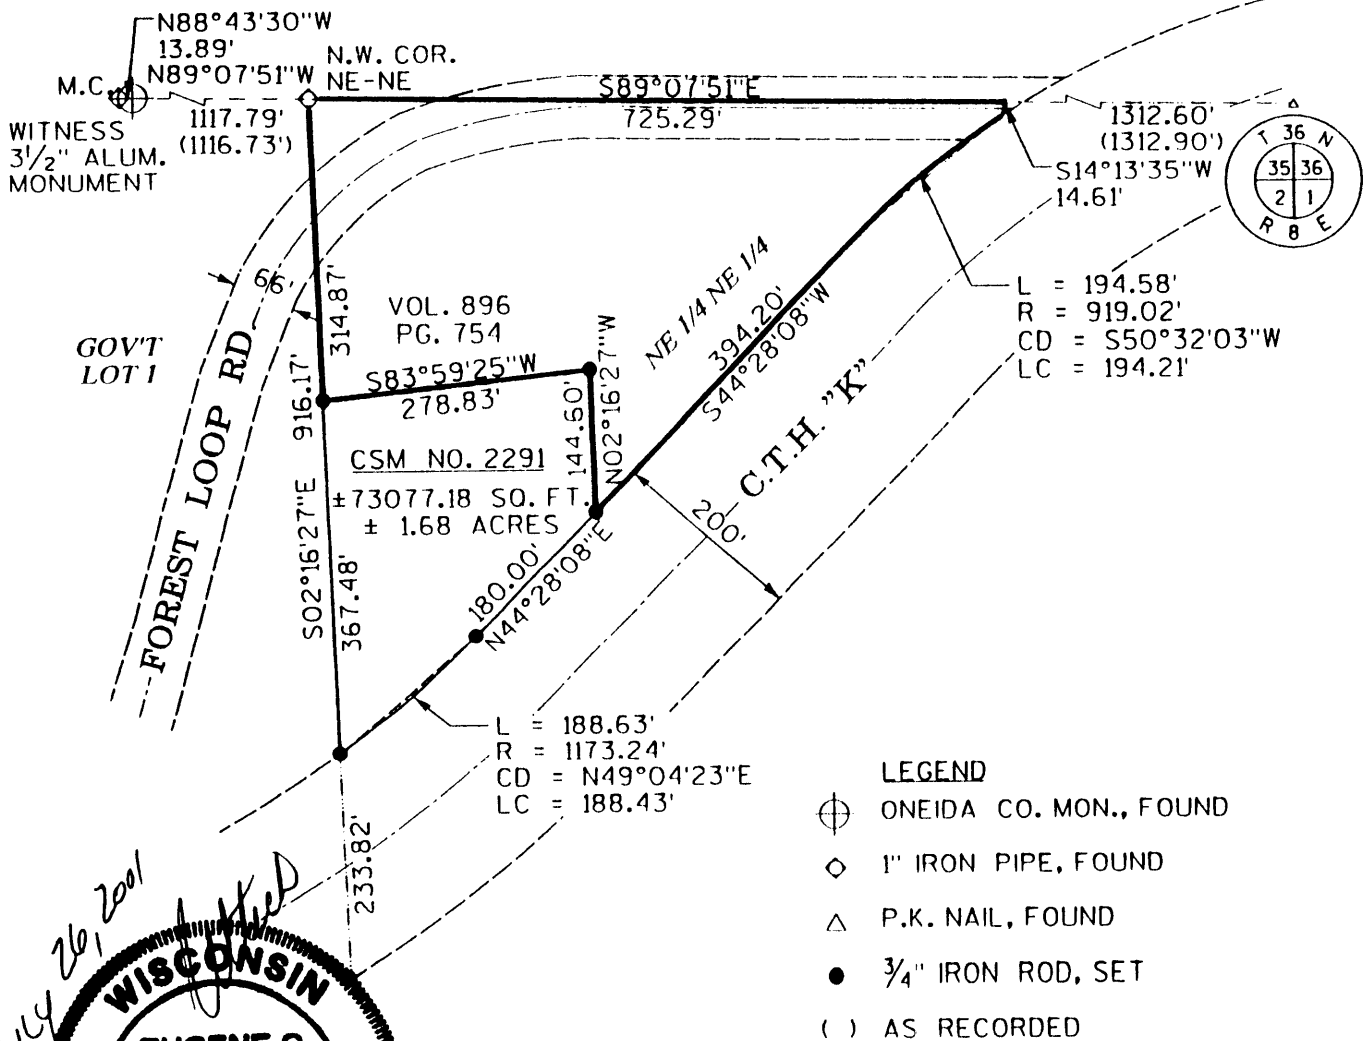 N88°43'30"W
13.89'
N89°07'51"W
N.W. COR.
NE-NE
M.C.
WITNESS
3 1/2" ALUM.
MONUMENT
1117.79'
(1116.73')
S89°07'51"E
725.29'
1312.60'
(1312.90')
S14°13'35"W
14.61'
T 36 N
35 36
2 1
R 8 E
66'
314.87'
VOL. 896
PG. 754
NE 1/4 NE 1/4
394.20'
S44°28'08"W
L = 194.58'
R = 919.02'
CD = S50°32'03"W
LC = 194.21'
GOV'T
LOT 1
FOREST LOOP RD.
S83°59'25"W
278.83'
N02°16'27"W
144.60'
S02°16'27"E 916.17'
CSM NO. 2291
±73077.18 SQ. FT.
± 1.68 ACRES
C.T.H. "K"
200'
180.00'
N44°28'08"E
367.48'
L = 188.63'
R = 1173.24'
CD = N49°04'23"E
LC = 188.43'
233.82'
LEGEND
ONEIDA CO. MON., FOUND
1" IRON PIPE, FOUND
P.K. NAIL, FOUND
3/4" IRON ROD, SET
( ) AS RECORDED
26, 2001
WISCONSIN